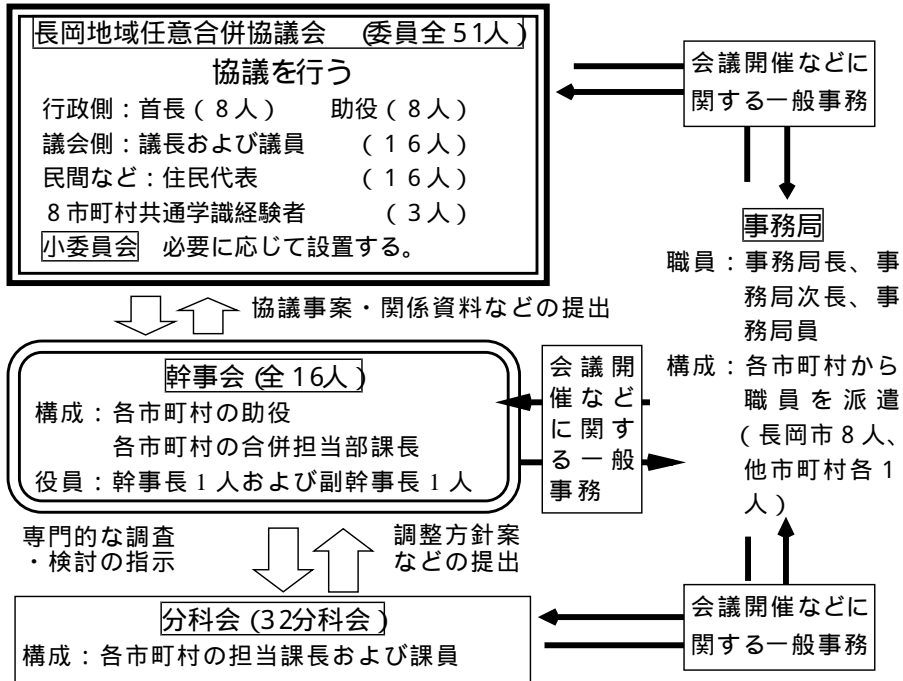 長岡地域任意合併協議会　（委員全51人）
協議を行う
行政側：首長（8人）　助役（8人）
議会側：議長および議員　（16人）
民間など：住民代表　（16人）
8市町村共通学識経験者　（3人）
小委員会　必要に応じて設置する。
会議開催などに
関する一般事務
事務局
職員：事務局長、事
務局次長、事
務局員
構成：各市町村から
職員を派遣
（長岡市8人、
他市町村各1
人）
協議事案・関係資料などの提出
幹事会（全16人）
構成：各市町村の助役
各市町村の合併担当部課長
役員：幹事長1人および副幹事長1人
会議開
催など
に関す
る一般
事務
専門的な調査
・検討の指示
調整方針案
などの提出
分科会（32分科会）
構成：各市町村の担当課長および課員
会議開催などに
関する一般事務